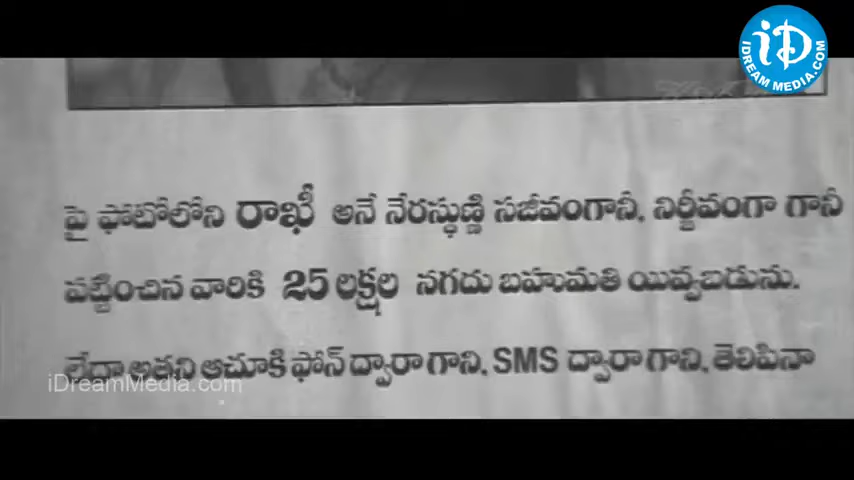 iD
IDREAM MEDIA.COM
పై ఫోటోలోని రాఖీ అనే నేరస్థుణ్ణి సజీవంగానీ, నిర్జీవంగా గానీ
పట్టించిన వారికి 25 లక్షల నగదు బహుమతి యివ్వబడును.
లేదా అతని ఆచూకి ఫోన్ ద్వారా గాని, SMS ద్వారా గాని, తెలిపినా
iDreamMedia.com